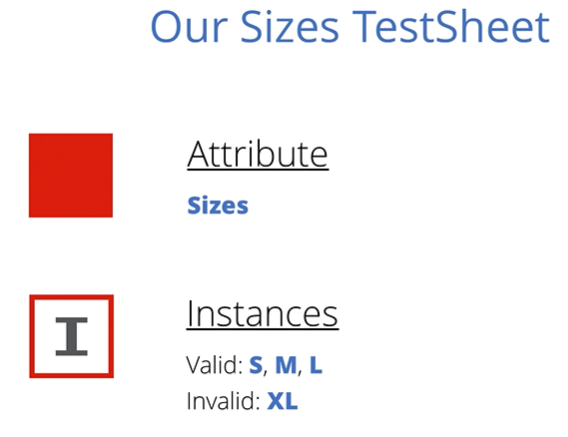 Our Sizes TestSheet
Attribute
Sizes
I
Instances
Valid: S, M, L
Invalid: XL